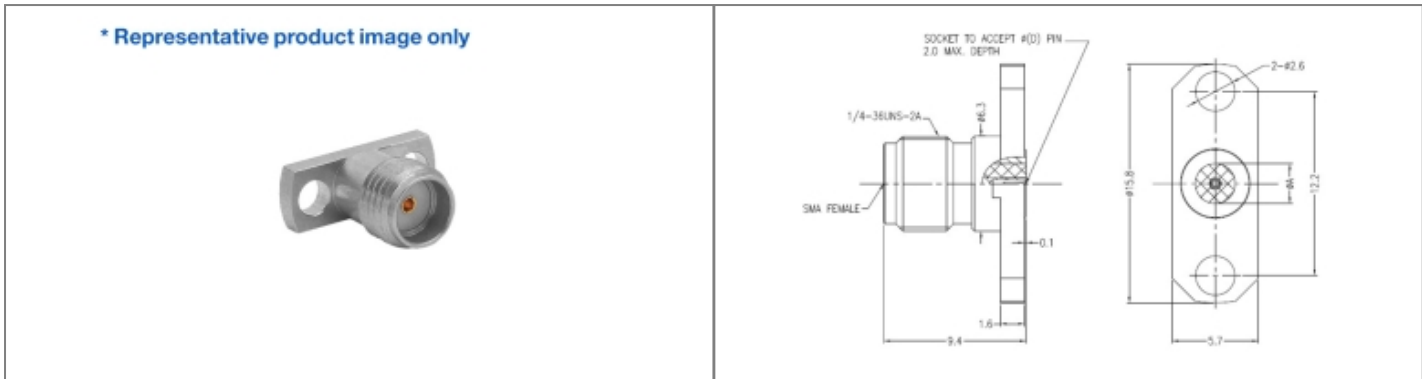 * Representative product image only
SOCKET TO ACCEPT ø(D) PIN
2.0 MAX. DEPTH
1/4-36UNS-2A
ø6.3
SMA FEMALE
0.1
1.6
9.4
2-ø2.6
ø15.8
øA
12.2
5.7